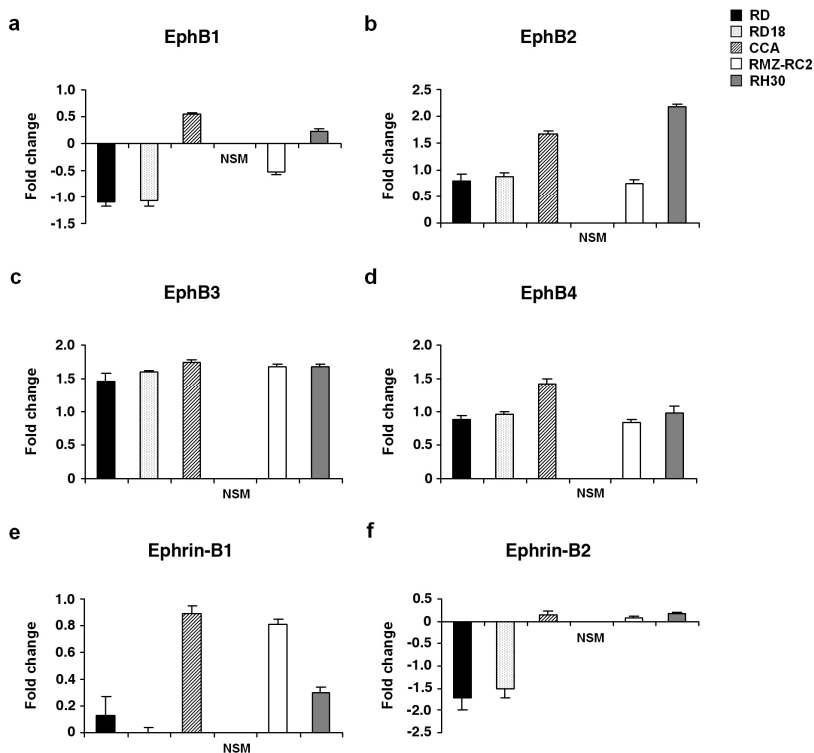 a
EphB1
Fold change
1.0
0.5
0
-0.5
-1.0
-1.5
NSM
b
EphB2
Fold change
2.5
2.0
1.5
1.0
0.5
0
NSM
RD
RD18
CCA
RMZ-RC2
RH30
c
EphB3
Fold change
2.0
1.5
1.0
0.5
0
NSM
d
EphB4
Fold change
2.0
1.5
1.0
0.5
0
NSM
e
Ephrin-B1
Fold change
1.0
0.8
0.6
0.4
0.2
0
NSM
f
Ephrin-B2
Fold change
0.5
0
-0.5
-1.0
-1.5
-2.0
-2.5
NSM